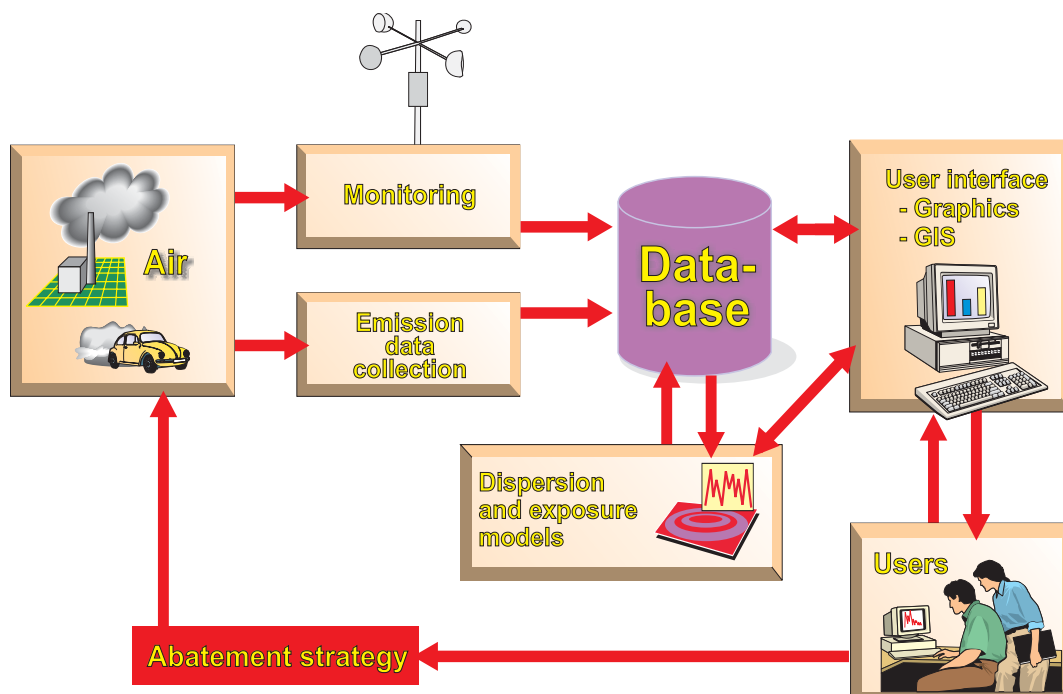 Monitoring
Air
Emission
data
collection
Data-
base
User interface
- Graphics
- GIS
Dispersion
and exposure
models
Users
Abatement strategy